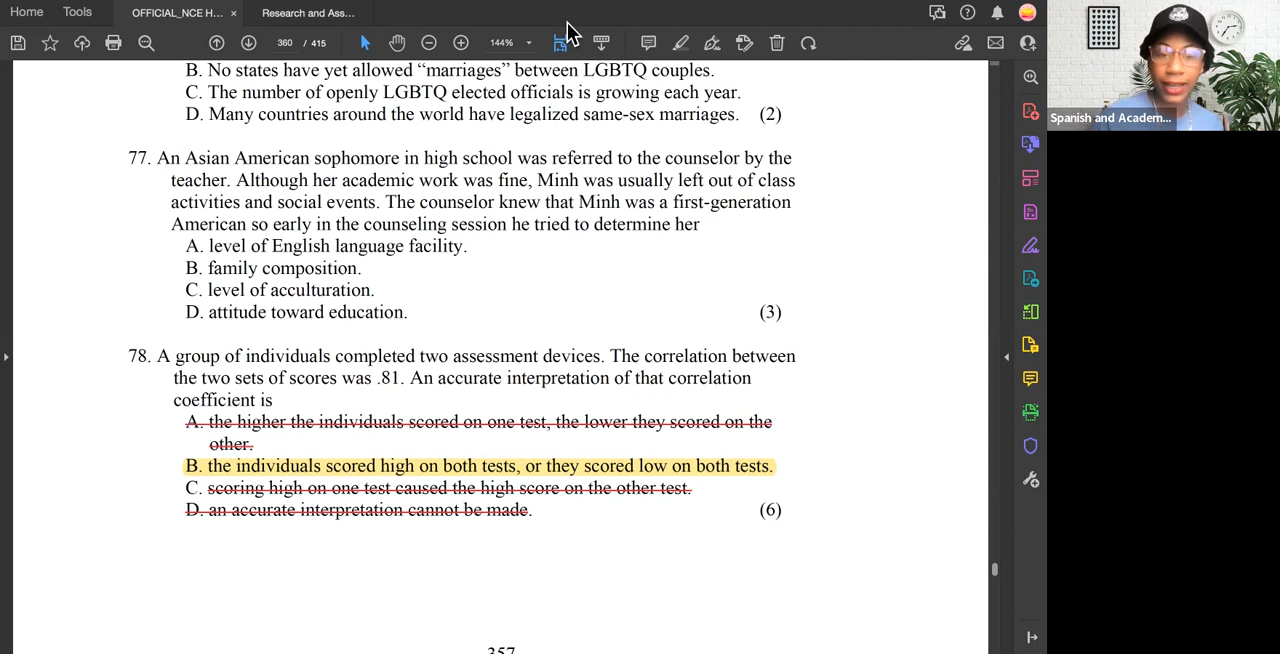 Home
Tools
OFFICIAL_NCE H... ×
Research and Ass...
360 / 415
144%
B. No states have yet allowed “marriages” between LGBTQ couples.
C. The number of openly LGBTQ elected officials is growing each year.
D. Many countries around the world have legalized same-sex marriages. (2)
77. An Asian American sophomore in high school was referred to the counselor by the
teacher. Although her academic work was fine, Minh was usually left out of class
activities and social events. The counselor knew that Minh was a first-generation
American so early in the counseling session he tried to determine her
A. level of English language facility.
B. family composition.
C. level of acculturation.
D. attitude toward education. (3)
78. A group of individuals completed two assessment devices. The correlation between
the two sets of scores was .81. An accurate interpretation of that correlation
coefficient is
A. the higher the individuals scored on one test, the lower they scored on the
other.
B. the individuals scored high on both tests, or they scored low on both tests.
C. scoring high on one test caused the high score on the other test.
D. an accurate interpretation cannot be made. (6)
357
Spanish and Academ...